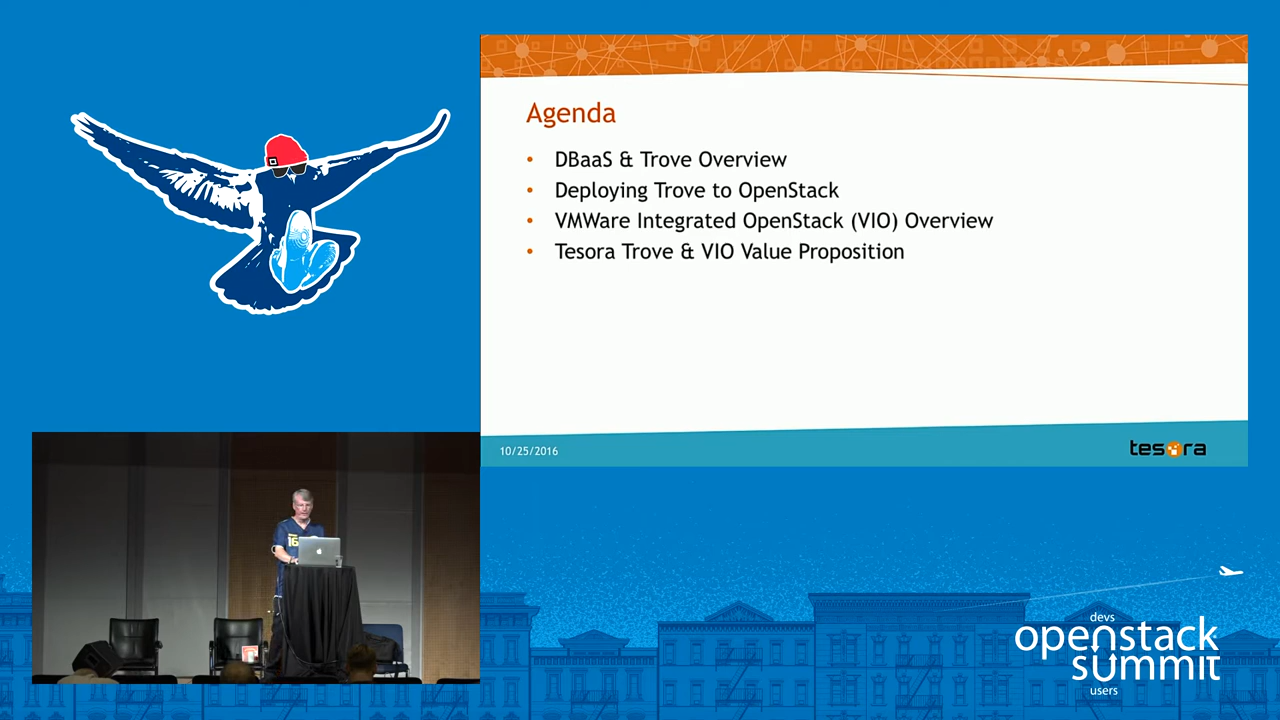 Agenda
• DBaaS & Trove Overview
• Deploying Trove to OpenStack
• VMWare Integrated OpenStack (VIO) Overview
• Tesora Trove & VIO Value Proposition
10/25/2016
tesora
16
devs
openstack
summit
users